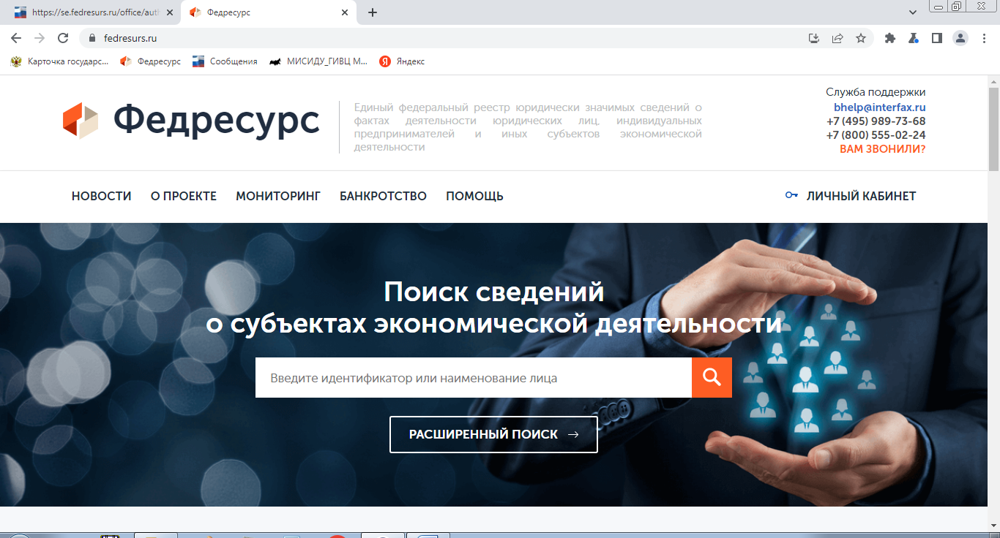 https://se.fedresurs.ru/office/auth
Федресурс
fedresurs.ru
Карточка государс...
Федресурс
Сообщения
МИСИДУ_ГИВЦ М...
Яндекс
Федресурс
Единый федеральный реестр юридически значимых сведений о
фактах деятельности юридических лиц, индивидуальных
предпринимателей и иных субъектов экономической
деятельности
Служба поддержки
bhelp@interfax.ru
+7 (495) 989-73-68
+7 (800) 555-02-24
ВАМ ЗВОНИЛИ?
НОВОСТИ О ПРОЕКТЕ МОНИТОРИНГ БАНКРОТСТВО ПОМОЩЬ
ЛИЧНЫЙ КАБИНЕТ
Поиск сведений
о субъектах экономической деятельности
Введите идентификатор или наименование лица
РАСШИРЕННЫЙ ПОИСК →